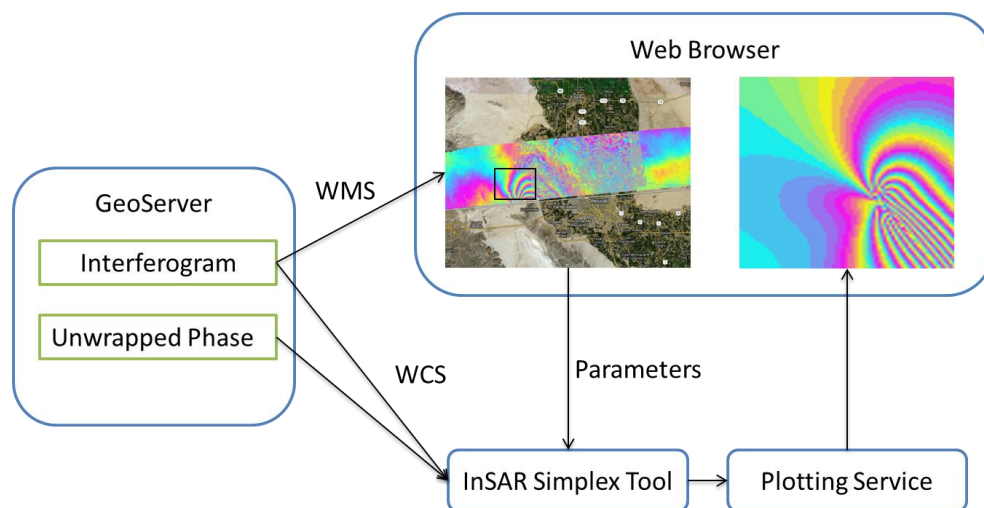 Web Browser
GeoServer
WMS
Interferogram
Unwrapped Phase
WCS
Parameters
InSAR Simplex Tool
Plotting Service